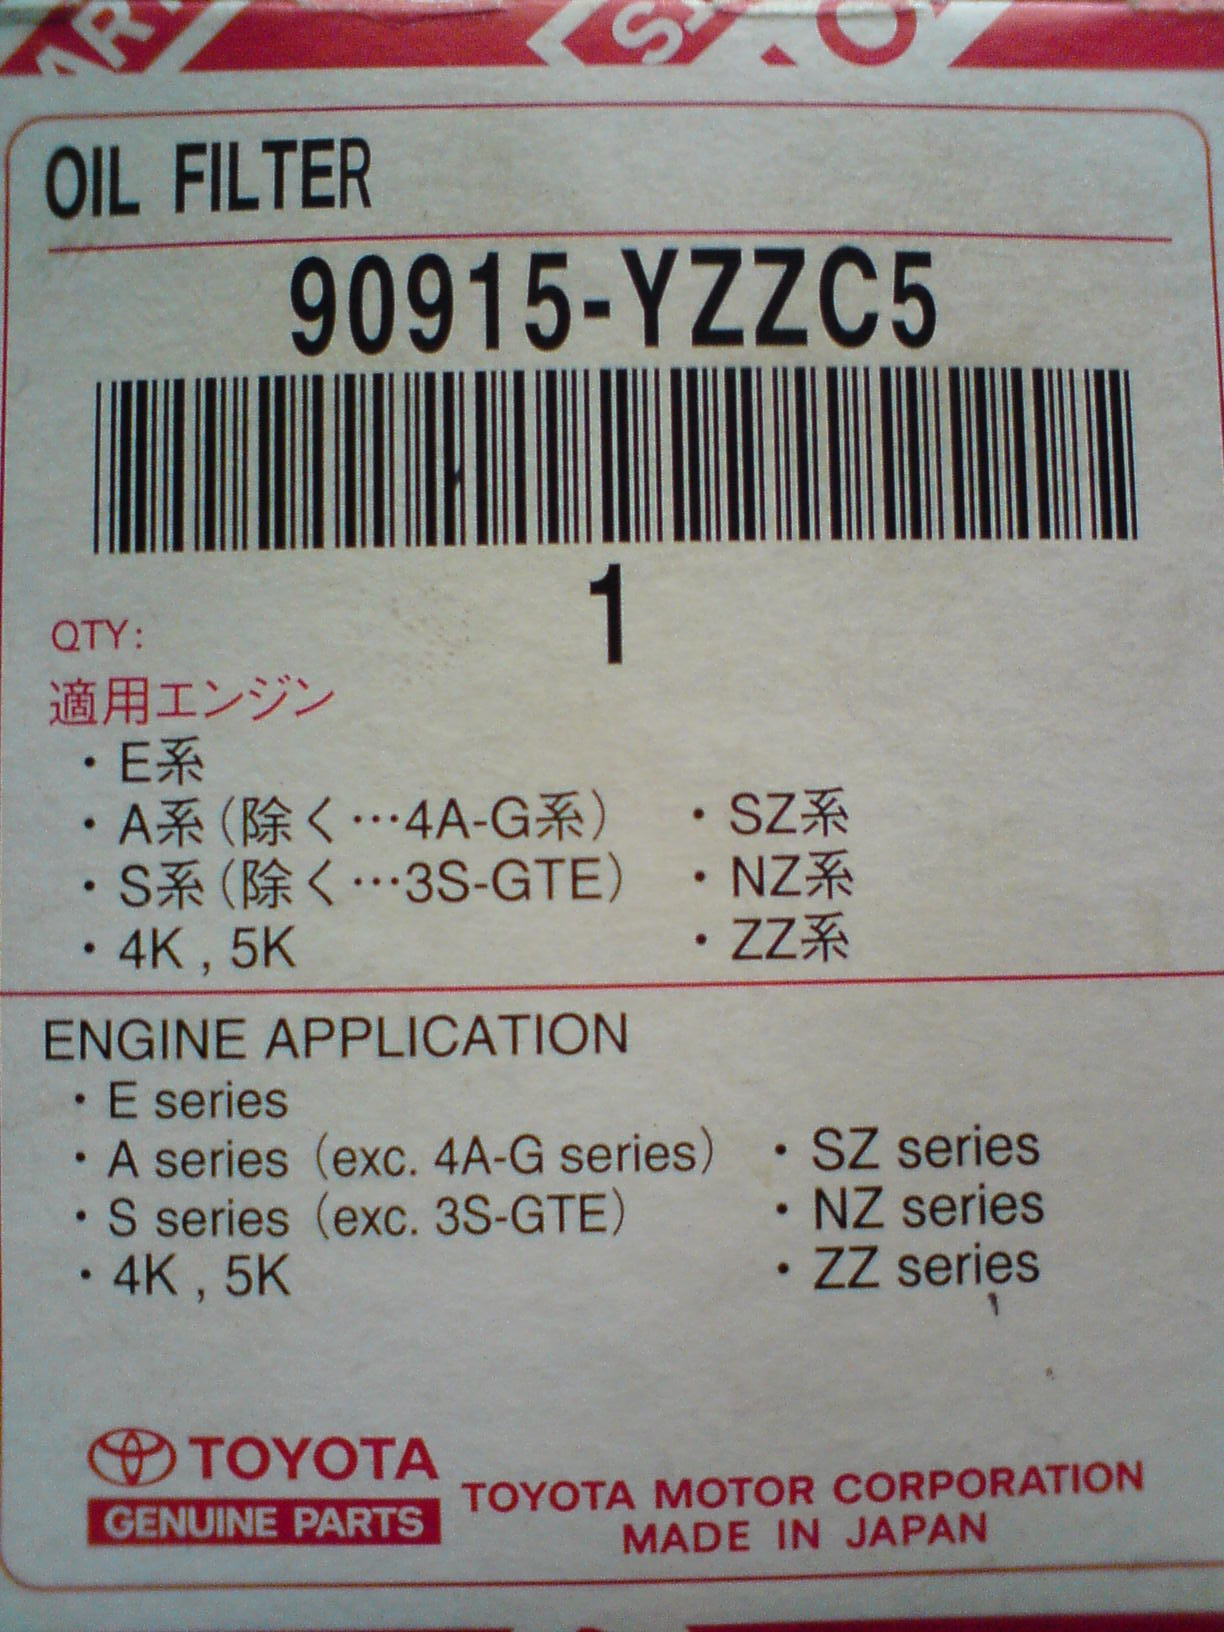 OIL FILTER
90915-YZZC5
1
QTY:
適用エンジン
・E系
・A系(除く…4A-G系) ・SZ系
・S系(除く…3S-GTE) ・NZ系
・4K , 5K ・ZZ系
ENGINE APPLICATION
・E series
・A series (exc. 4A-G series) ・SZ series
・S series (exc. 3S-GTE) ・NZ series
・4K , 5K ・ZZ series
TOYOTA
GENUINE PARTS
TOYOTA MOTOR CORPORATION
MADE IN JAPAN